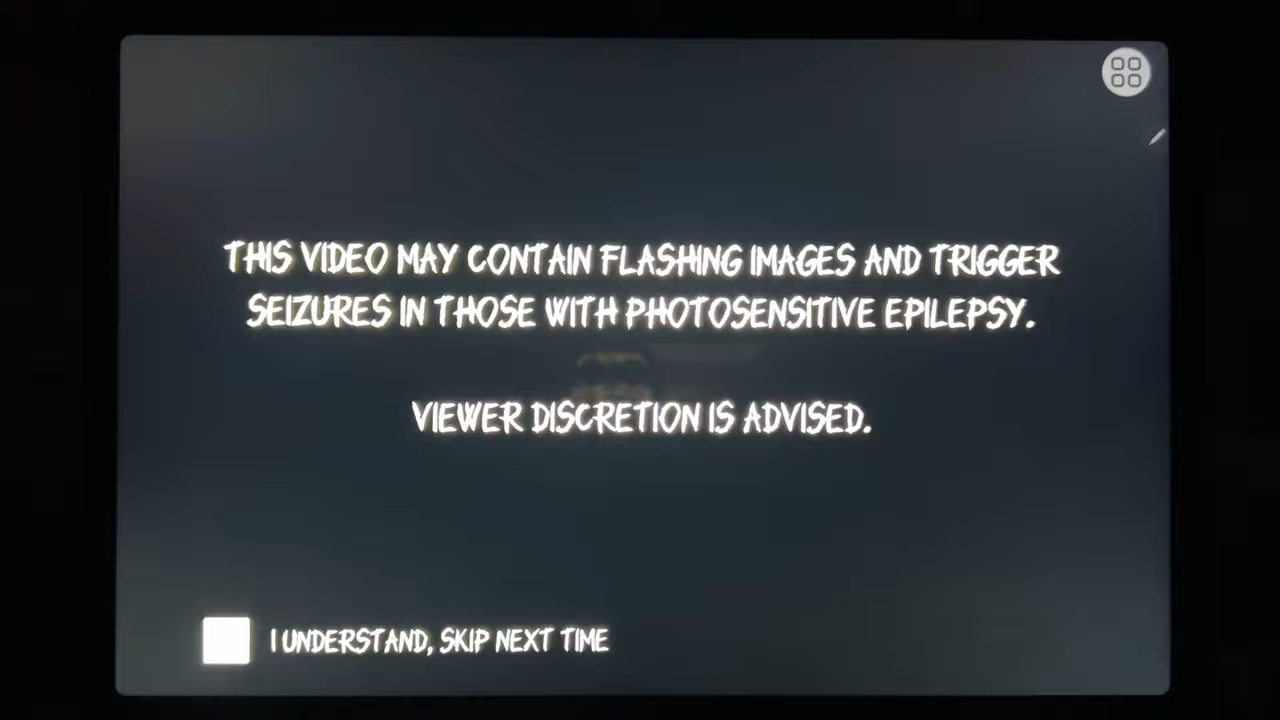 THIS VIDEO MAY CONTAIN FLASHING IMAGES AND TRIGGER
SEIZURES IN THOSE WITH PHOTOSENSITIVE EPILEPSY.
VIEWER DISCRETION IS ADVISED.
I UNDERSTAND, SKIP NEXT TIME